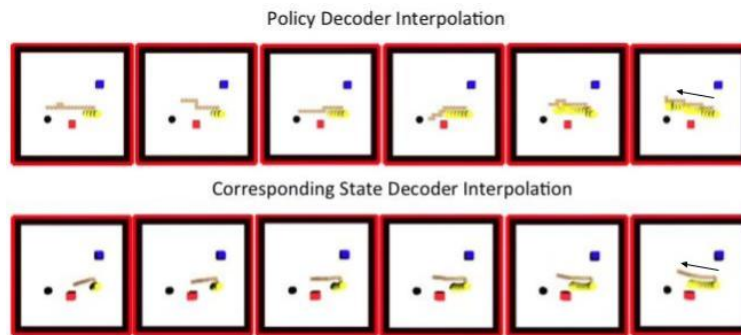 Policy Decoder Interpolation
Corresponding State Decoder Interpolation